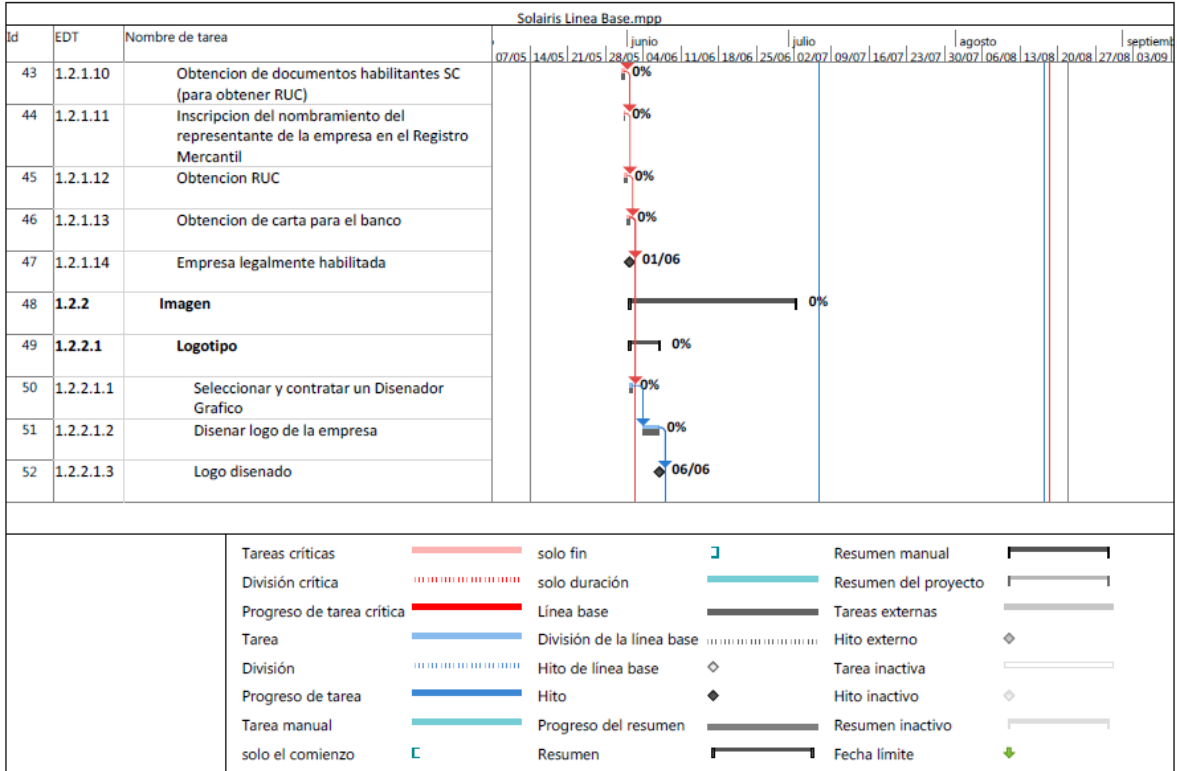 Solairis Linea Base.mpp
Id EDT Nombre de tarea
junio julio agosto septiemb
07/05 14/05 21/05 28/05 04/06 11/06 18/06 25/06 02/07 09/07 16/07 23/07 30/07 06/08 13/08 20/08 27/08 03/09
43 1.2.1.10 Obtencion de documentos habilitantes SC 0%
(para obtener RUC)
44 1.2.1.11 Inscripcion del nombramiento del 0%
representante de la empresa en el Registro
Mercantil
45 1.2.1.12 Obtencion RUC 0%
46 1.2.1.13 Obtencion de carta para el banco 0%
47 1.2.1.14 Empresa legalmente habilitada 01/06
48 1.2.2 Imagen 0%
49 1.2.2.1 Logotipo 0%
50 1.2.2.1.1 Seleccionar y contratar un Disenador 0%
Grafico
51 1.2.2.1.2 Disenar logo de la empresa 0%
52 1.2.2.1.3 Logo disenado 06/06
Tareas críticas solo fin Resumen manual
División crítica solo duración Resumen del proyecto
Progreso de tarea crítica Línea base Tareas externas
Tarea División de la línea base Hito externo
División Hito de línea base Tarea inactiva
Progreso de tarea Hito Hito inactivo
Tarea manual Progreso del resumen Resumen inactivo
solo el comienzo Resumen Fecha límite